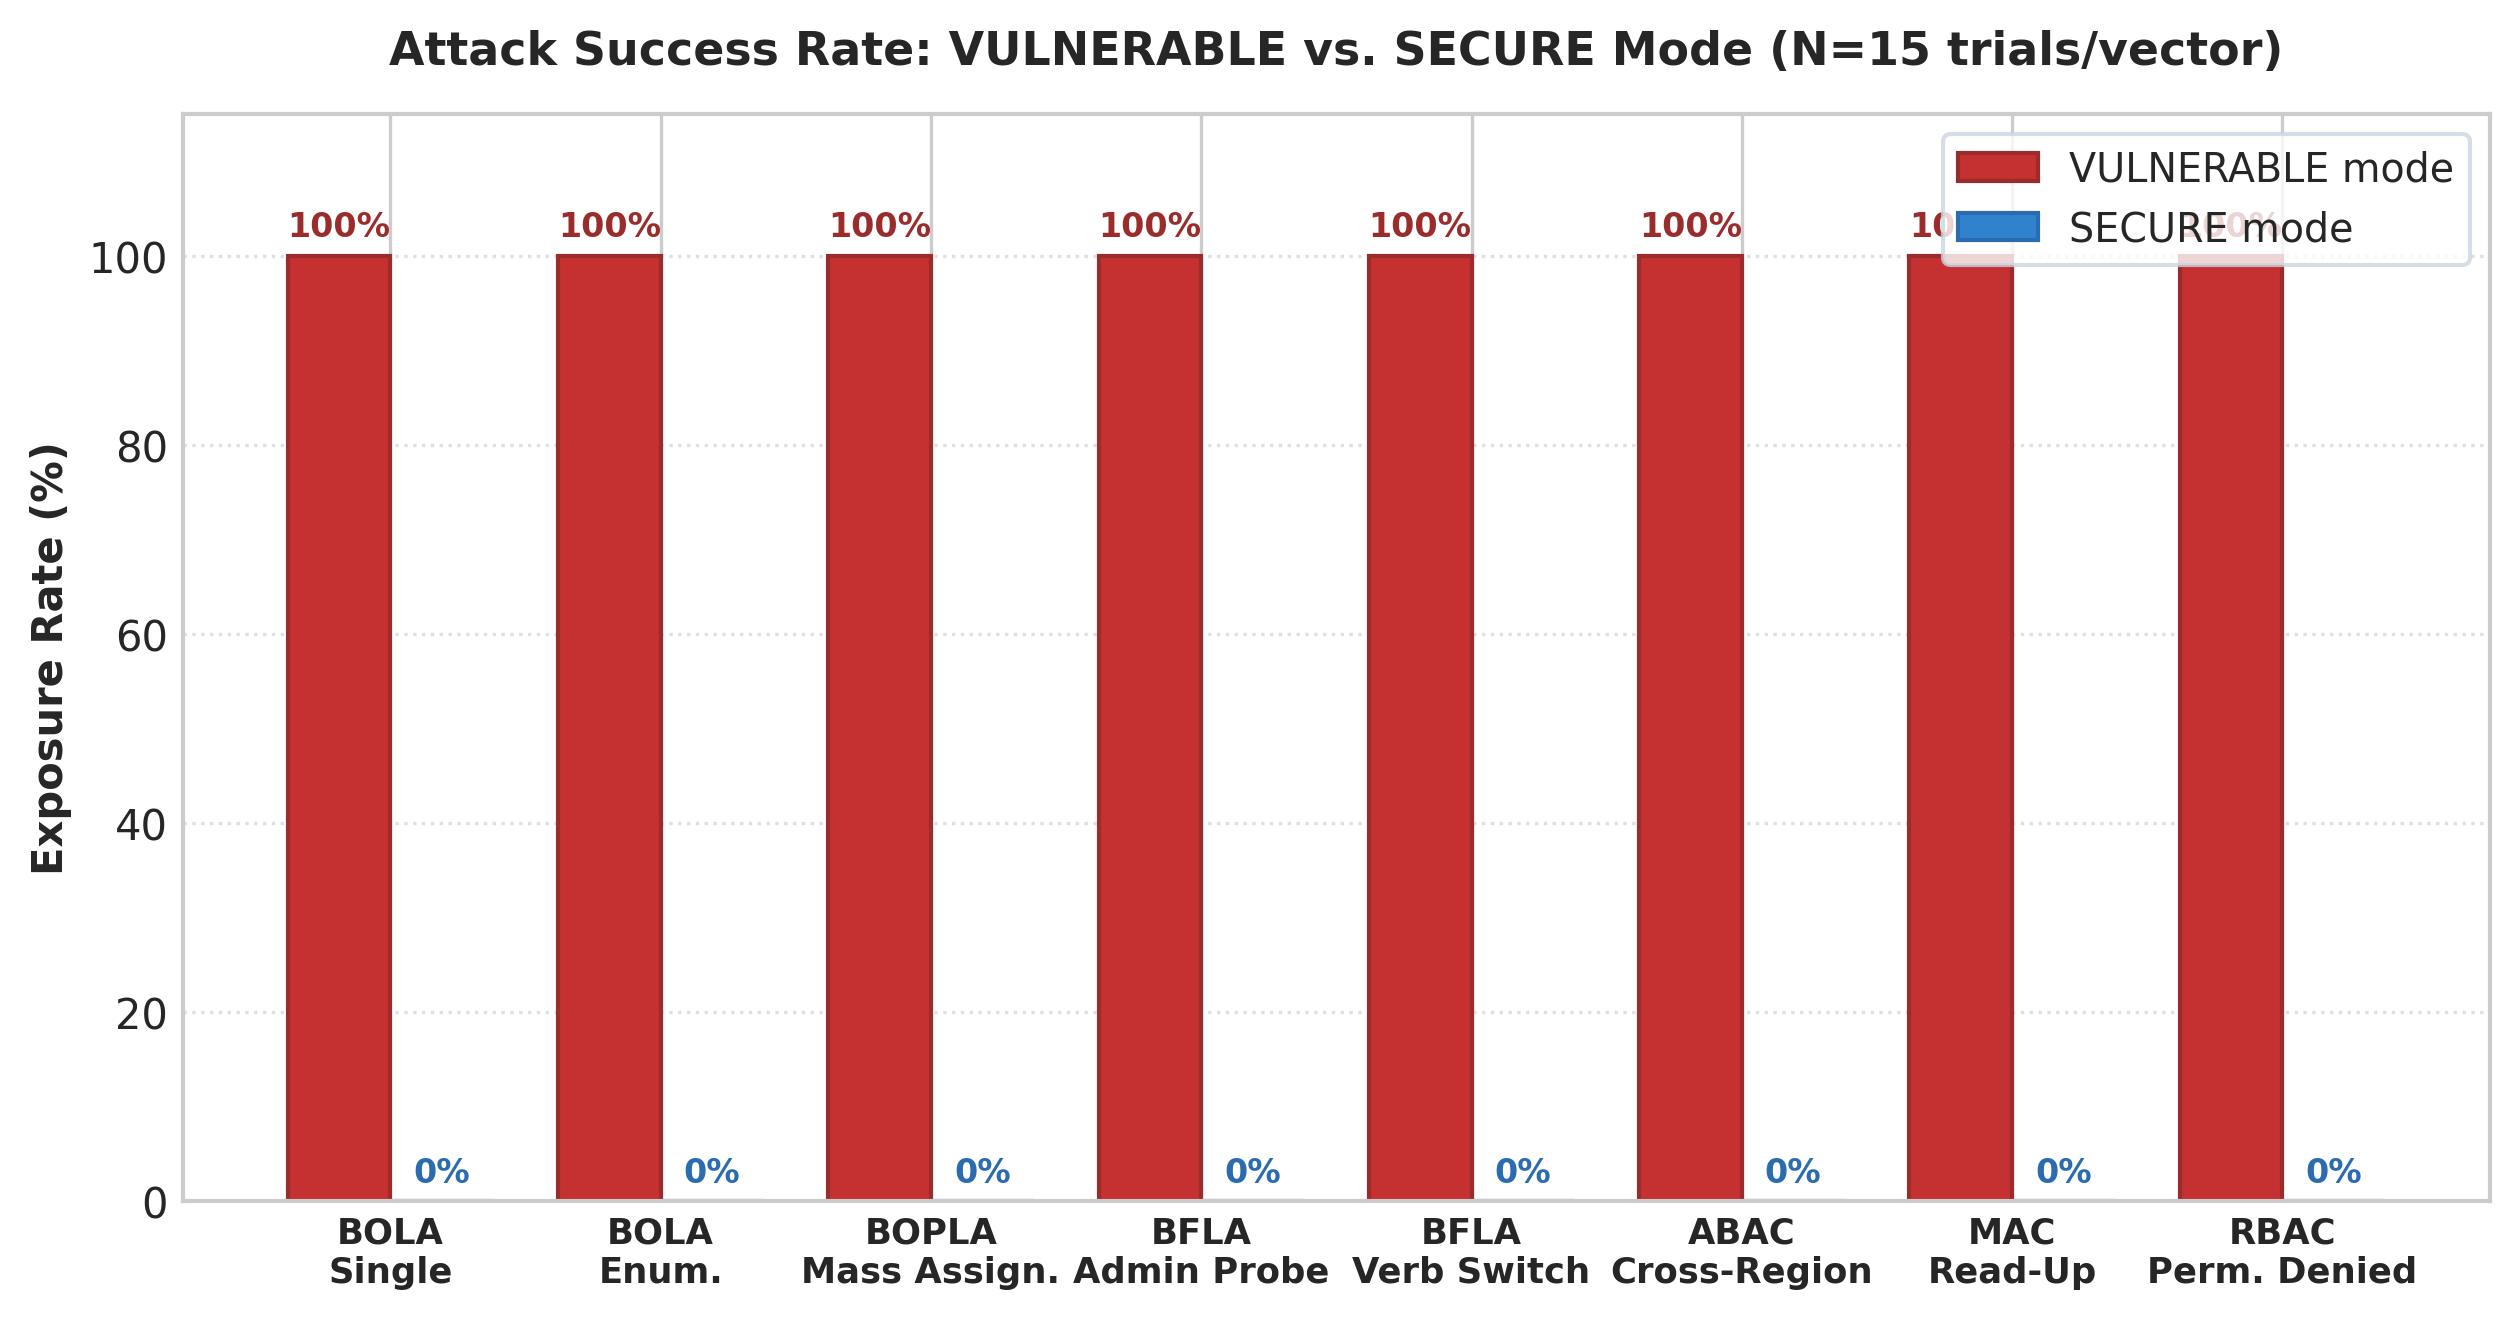 Attack Success Rate: VULNERABLE vs. SECURE Mode (N=15 trials/vector)
VULNERABLE mode
SECURE mode
100% 100% 100% 100% 100% 100% 100% 100%
Exposure Rate (%)
100
80
60
40
20
0
0% 0% 0% 0% 0% 0% 0% 0%
BOLA
Single
BOLA
Enum.
BOPLA
Mass Assign.
BFLA
Admin Probe
BFLA
Verb Switch
ABAC
Cross-Region
MAC
Read-Up
RBAC
Perm. Denied